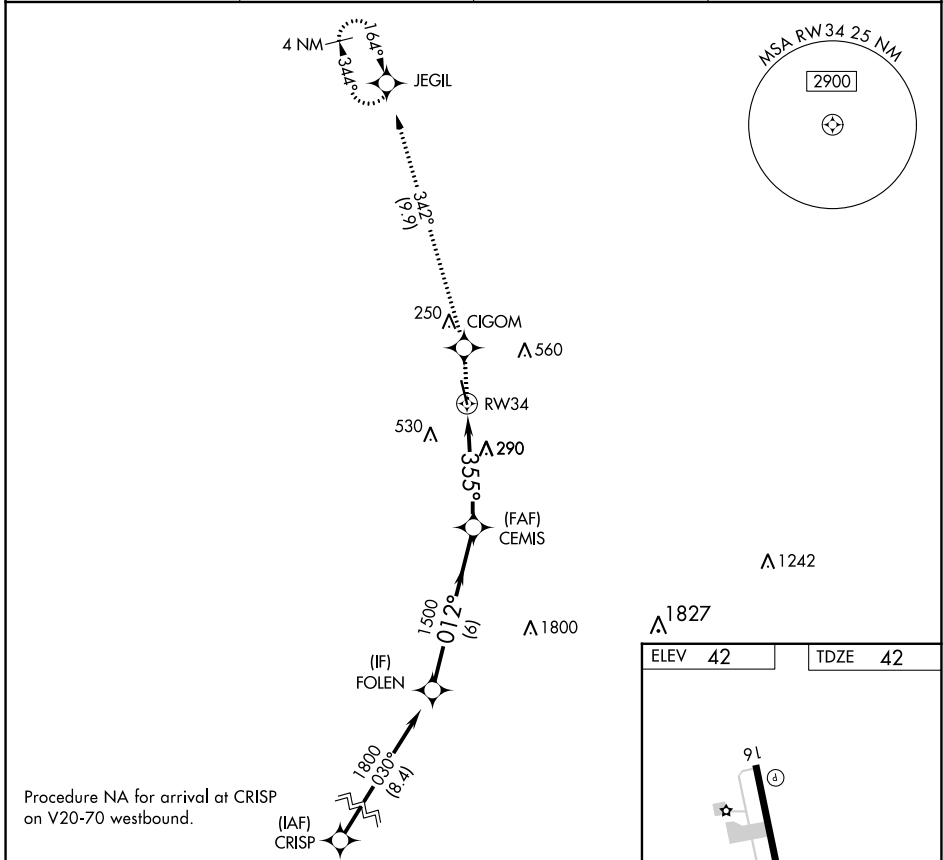 4 NM
164°
344°
JEGIL
MSA RW34 25 NM
2900
342°
(9.9)
250
CIGOM
560
RW34
530
290
355°
(FAF)
CEMIS
1242
1500
012°
(6)
1800
1827
(IF)
FOLEN
ELEV 42
TDZE 42
1800
030°
(8.4)
16
P
Procedure NA for arrival at CRISP
on V20-70 westbound.
(IAF)
CRISP